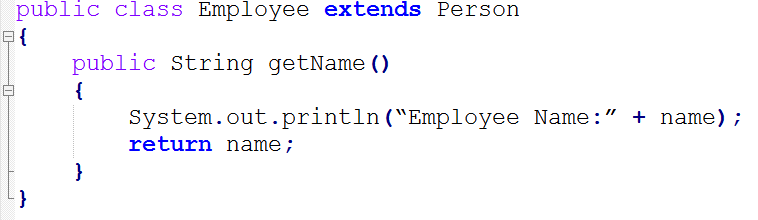 public class Employee extends Person
{
public String getName()
{
System.out.println(“Employee Name:” + name);
return name;
}
}